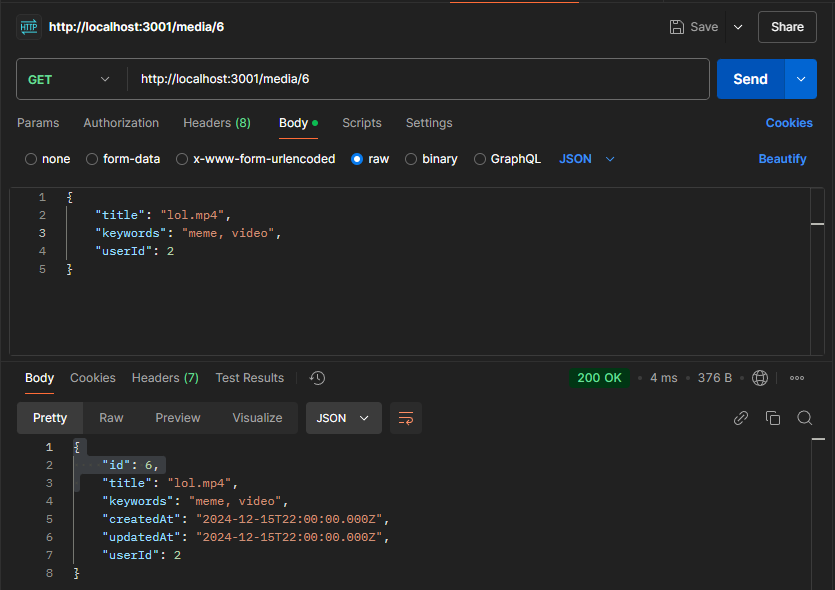 HTTP http://localhost:3001/media/6 Save Share
GET http://localhost:3001/media/6 Send
Params Authorization Headers (8) Body Scripts Settings Cookies
none form-data x-www-form-urlencoded raw binary GraphQL JSON Beautify
1 {
2 "title": "lol.mp4",
3 "keywords": "meme, video",
4 "userId": 2
5 }
Body Cookies Headers (7) Test Results 200 OK 4 ms 376 B
Pretty Raw Preview Visualize JSON
1 {
2 "id": 6,
3 "title": "lol.mp4",
4 "keywords": "meme, video",
5 "createdAt": "2024-12-15T22:00:00.000Z",
6 "updatedAt": "2024-12-15T22:00:00.000Z",
7 "userId": 2
8 }